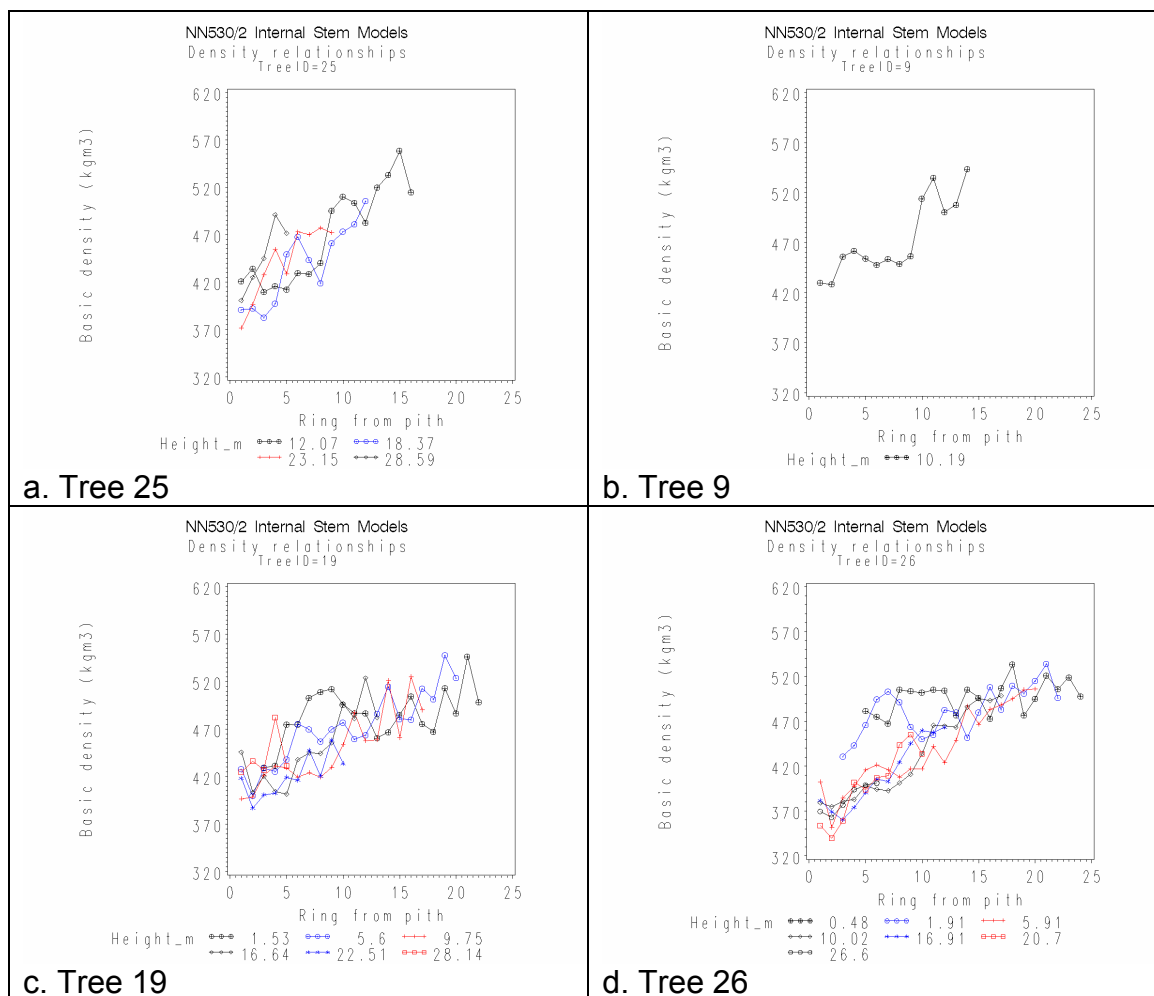 NN530/2 Internal Stem Models
Density relationships
TreeID=25
Basic density (kgm3)
620
570
520
470
420
370
320
0 5 10 15 20 25
Ring from pith
Height_m 12.07 18.37
23.15 28.59
a. Tree 25
NN530/2 Internal Stem Models
Density relationships
TreeID=9
Basic density (kgm3)
620
570
520
470
420
370
320
0 5 10 15 20 25
Ring from pith
Height_m 10.19
b. Tree 9
NN530/2 Internal Stem Models
Density relationships
TreeID=19
Basic density (kgm3)
620
570
520
470
420
370
320
0 5 10 15 20 25
Ring from pith
Height_m 1.53 5.6 9.75
16.64 22.51 28.14
c. Tree 19
NN530/2 Internal Stem Models
Density relationships
TreeID=26
Basic density (kgm3)
620
570
520
470
420
370
320
0 5 10 15 20 25
Ring from pith
Height_m 0.48 1.91 5.91
10.02 16.91 20.7
26.6
d. Tree 26